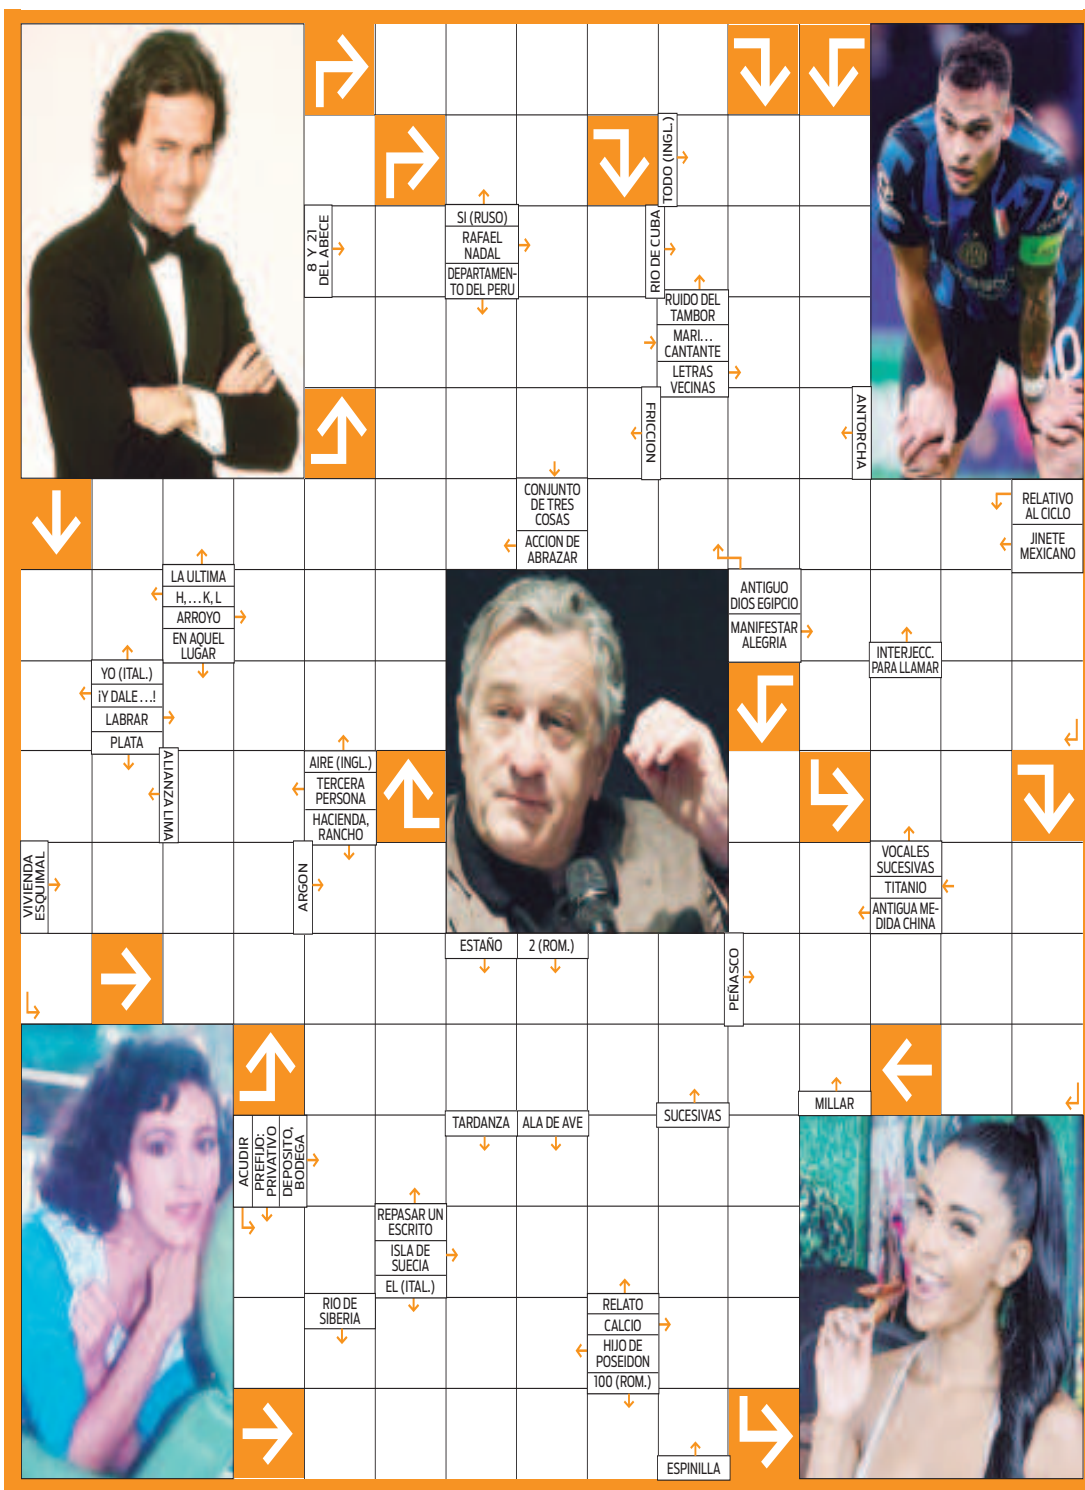 TODO (INGL.)
8 Y 21
DEL ABECE
SI (RUSO)
RAFAEL
NADAL
DEPARTAMEN-
TO DEL PERU
RIO DE CUBA
RUIDO DEL
TAMBOR
MARI...
CANTANTE
LETRAS
VECINAS
FRICCION
ANTORCHA
CONJUNTO
DE TRES
COSAS
ACCION DE
ABRAZAR
RELATIVO
AL CICLO
JINETE
MEXICANO
LA ULTIMA
H,...K, L
ARROYO
EN AQUEL
LUGAR
ANTIGUO
DIOS EGIPCIO
MANIFESTAR
ALEGRIA
INTERJECC.
PARA LLAMAR
YO (ITAL.)
¡Y DALE ...!
LABRAR
PLATA
ALIANZA LIMA
AIRE (INGL.)
TERCERA
PERSONA
HACIENDA,
RANCHO
VIVIENDA
ESQUIMAL
ARGON
VOCALES
SUCESIVAS
TITANIO
ANTIGUA ME-
DIDA CHINA
ESTAÑO
2 (ROM.)
PEÑASCO
MILLAR
SUCESIVAS
TARDANZA
ALA DE AVE
ACUDIR
PREFIJO:
PRIVATIVO
DEPOSITO,
BODEGA
REPASAR UN
ESCRITO
ISLA DE
SUECIA
EL (ITAL.)
RIO DE
SIBERIA
RELATO
CALCIO
HIJO DE
POSEIDON
100 (ROM.)
ESPINILLA